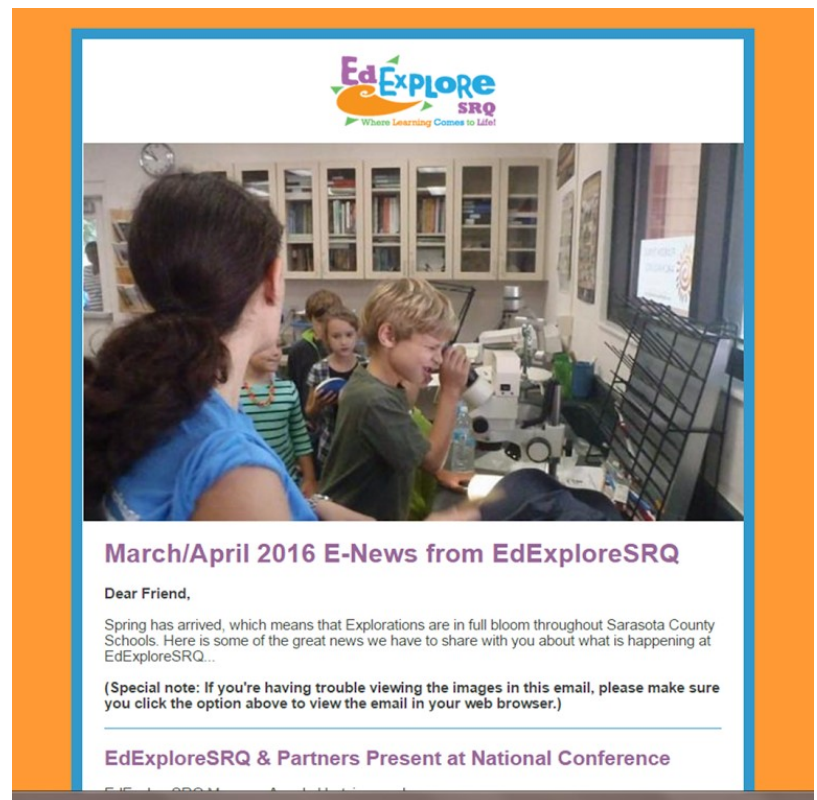 EdExpLoRe
SRQ
Where Learning Comes to Life!
March/April 2016 E-News from EdExploreSRQ
Dear Friend,
Spring has arrived, which means that Explorations are in full bloom throughout Sarasota County
Schools. Here is some of the great news we have to share with you about what is happening at
EdExploreSRQ...
(Special note: If you're having trouble viewing the images in this email, please make sure
you click the option above to view the email in your web browser.)
EdExploreSRQ & Partners Present at National Conference